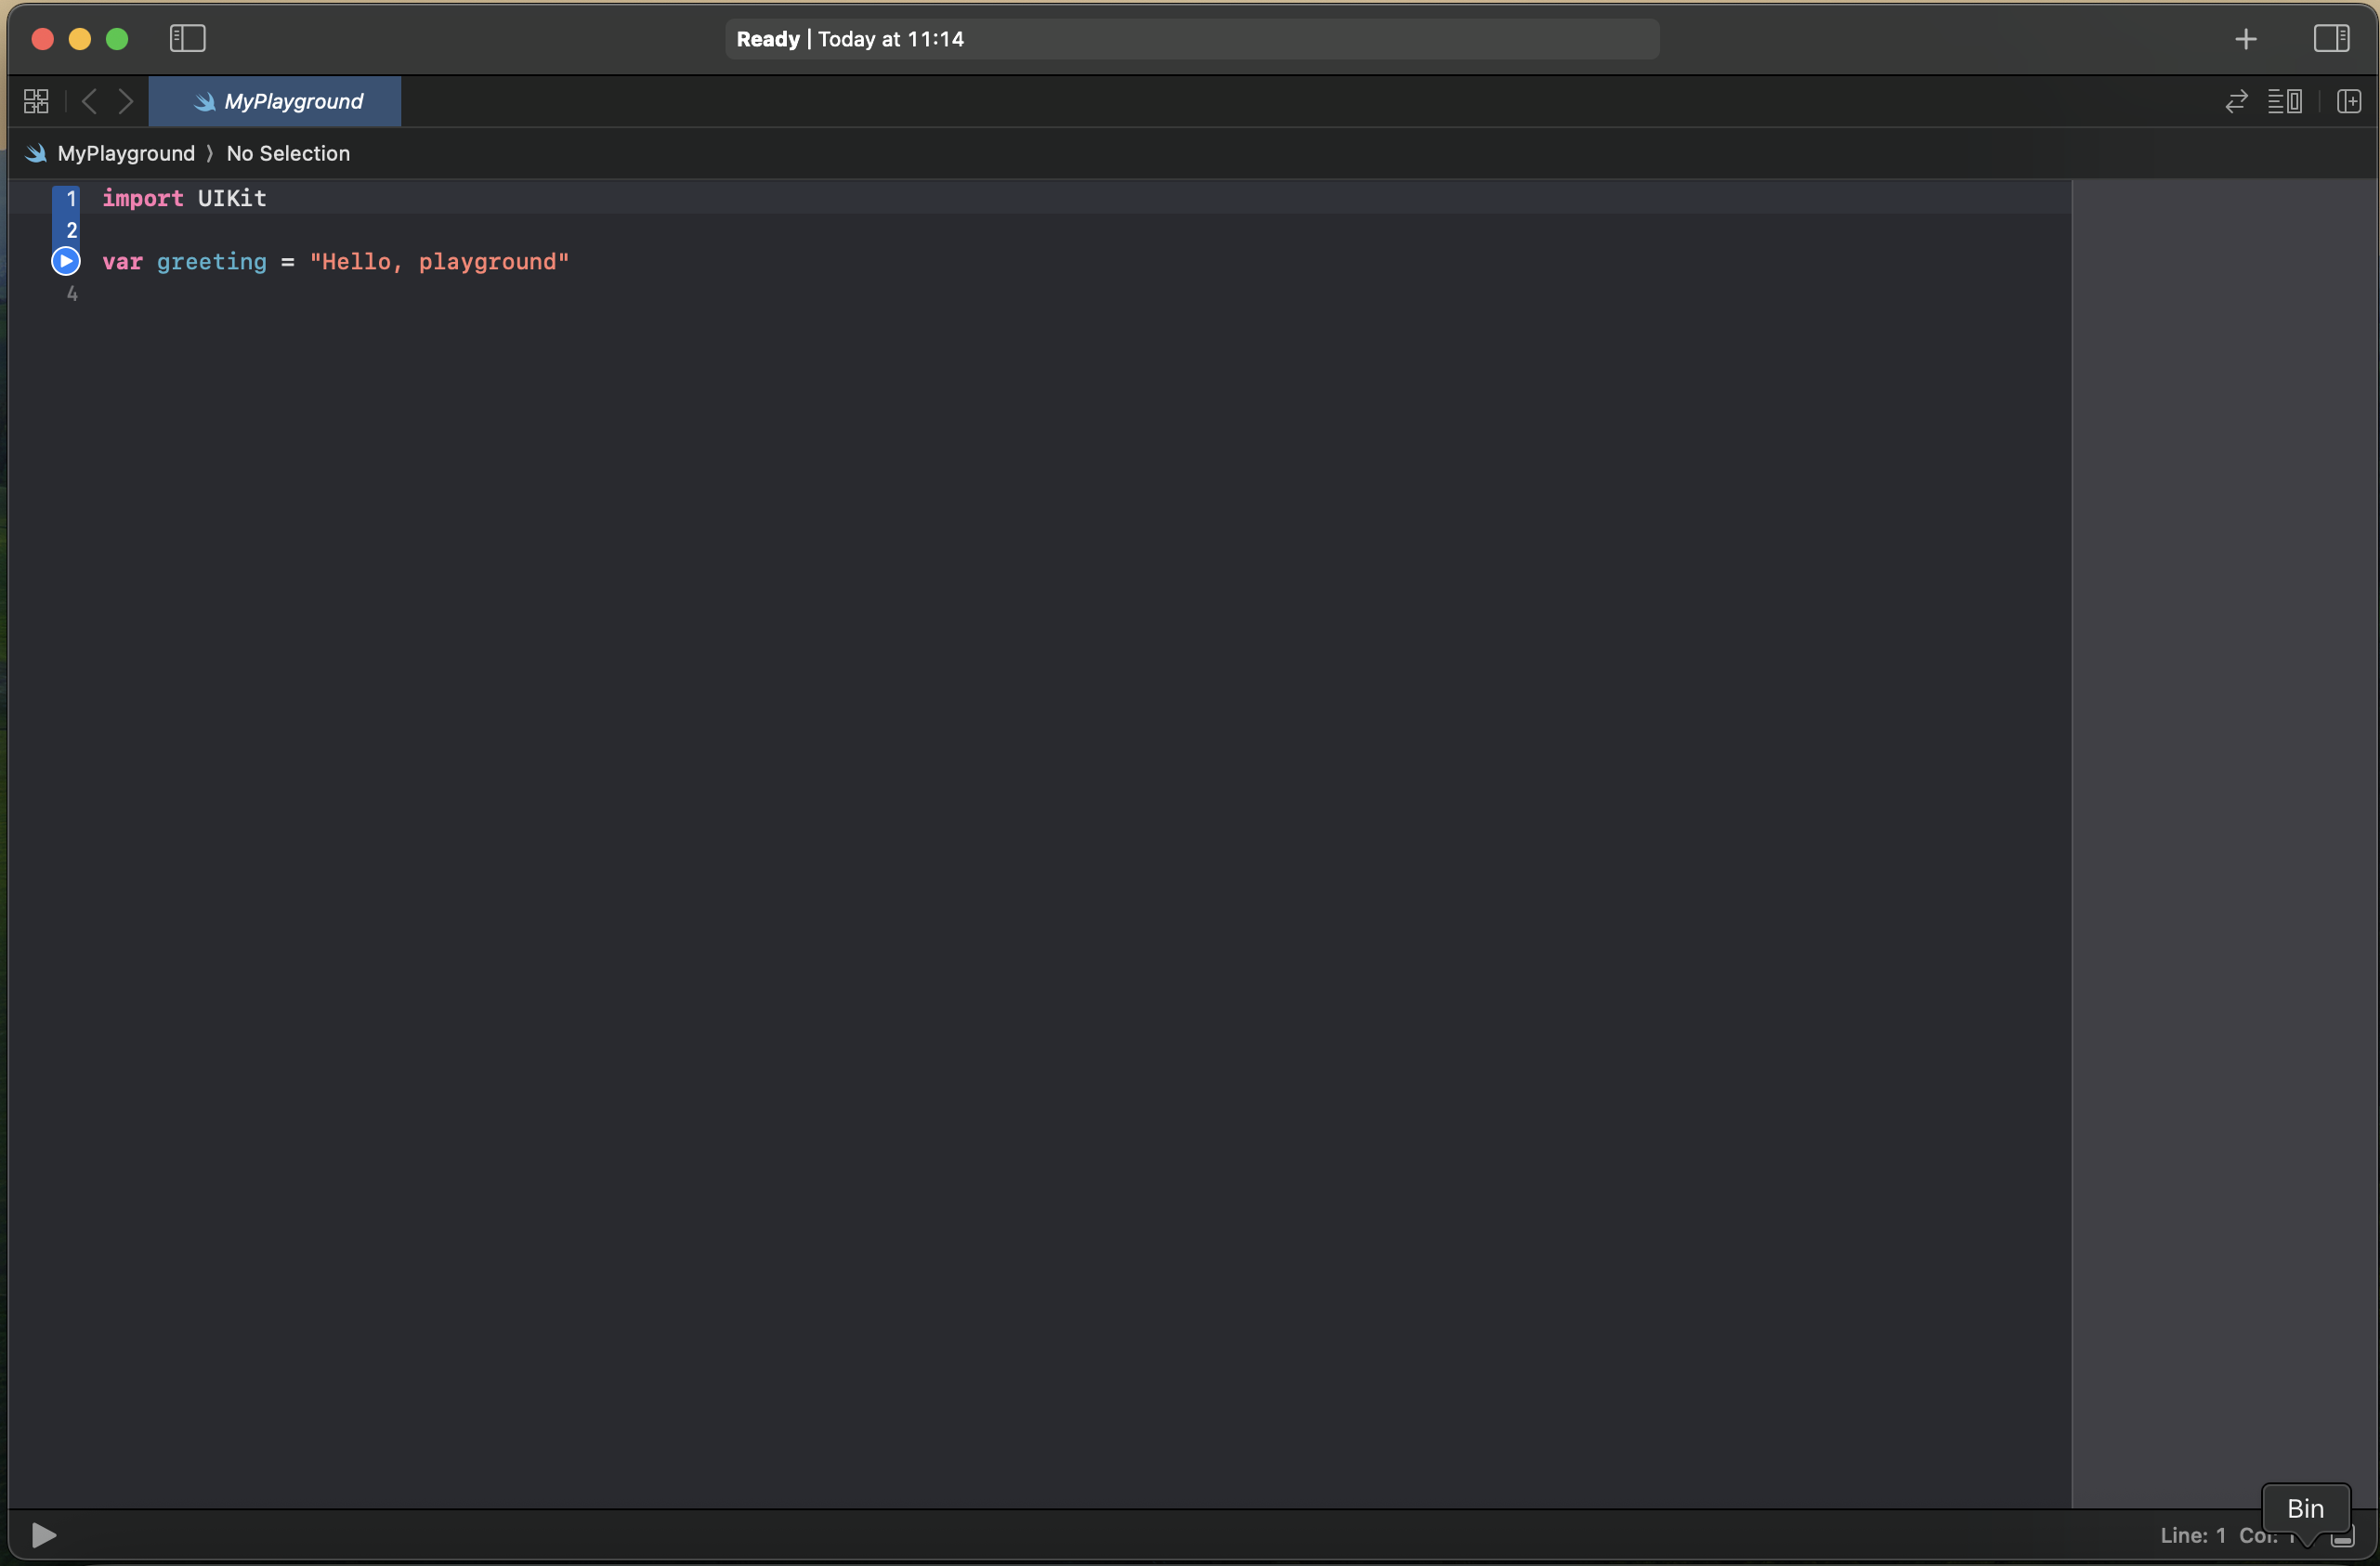 Ready | Today at 11:14
MyPlayground
MyPlayground 〉 No Selection
1 import UIKit
2
var greeting = "Hello, playground"
4
Bin
Line: 1 Col: